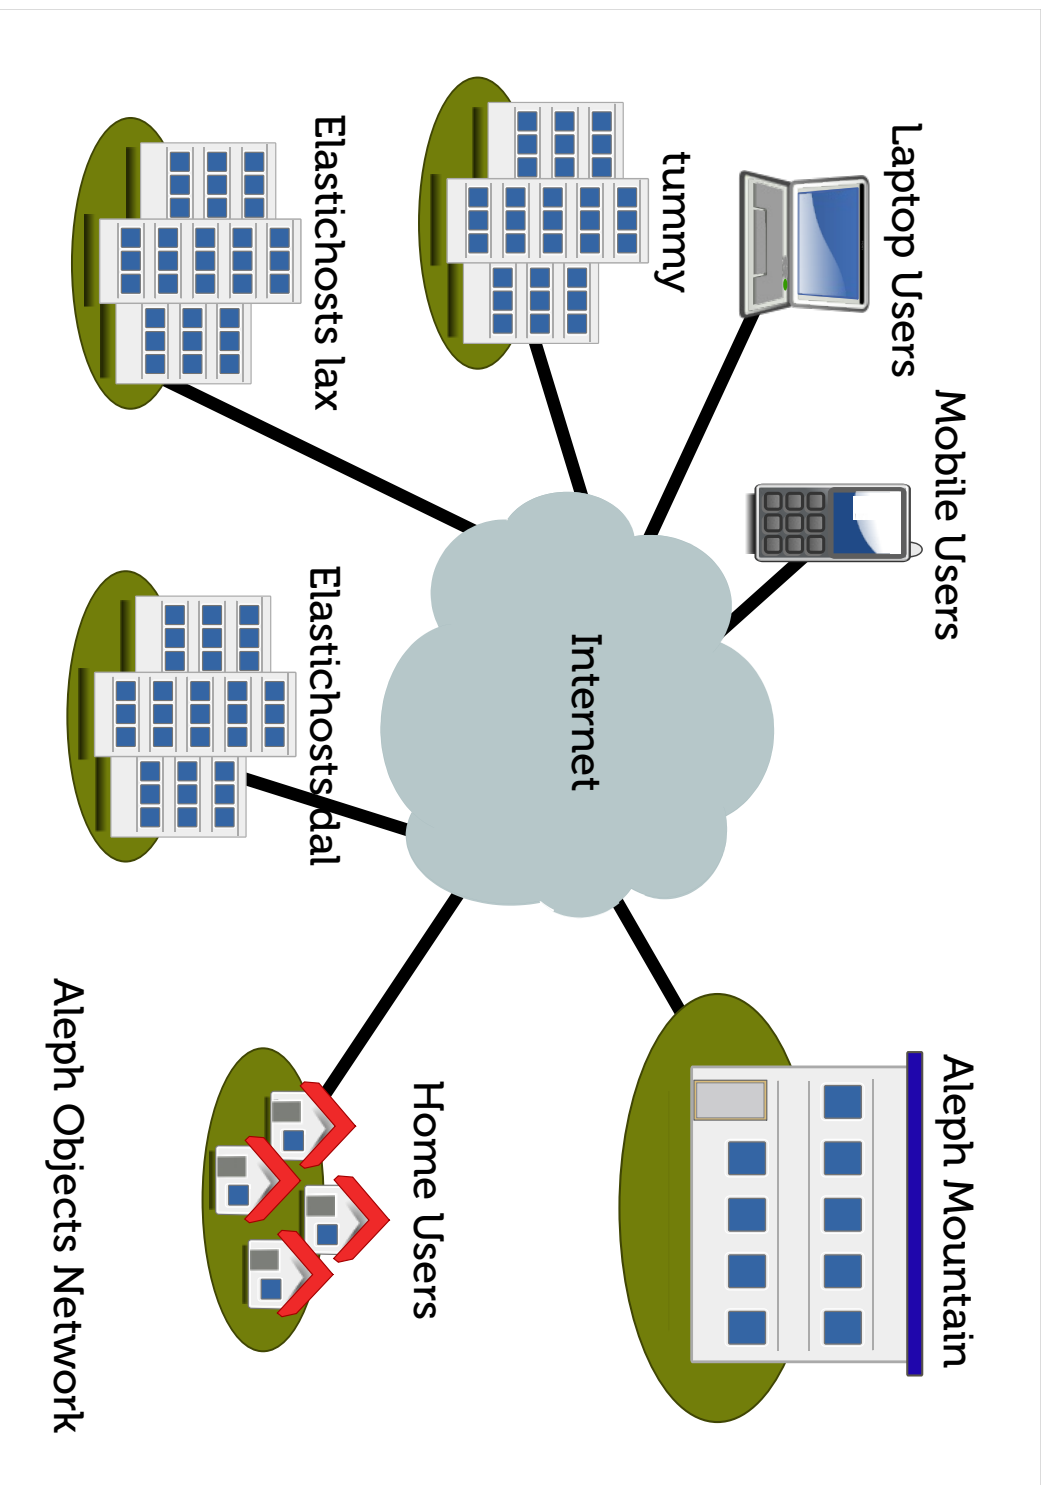 Mobile Users
Laptop Users
Aleph Mountain
tummy
Internet
Home Users
Elastichosts lax
Elastichosts dal
Aleph Objects Network